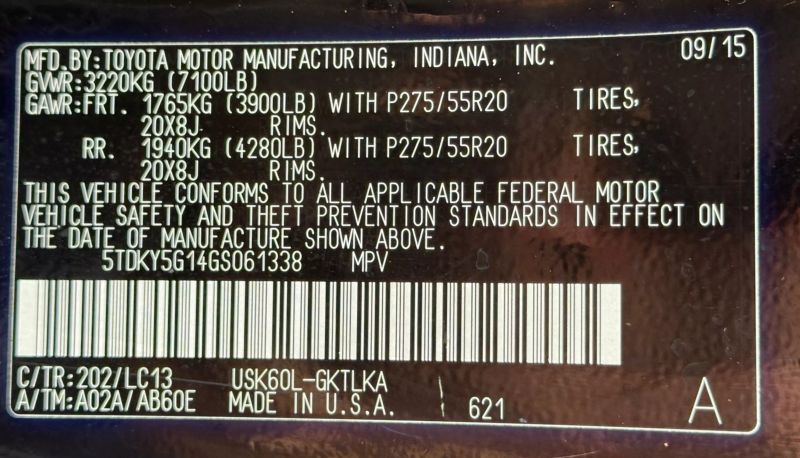 MFD.BY:TOYOTA MOTOR MANUFACTURING, INDIANA, INC. 09/15
GVWR:3220KG (7100LB)
GAWR:FRT. 1765KG (3900LB) WITH P275/55R20 TIRES,
20X8J RIMS.
RR. 1940KG (4280LB) WITH P275/55R20 TIRES,
20X8J RIMS.
THIS VEHICLE CONFORMS TO ALL APPLICABLE FEDERAL MOTOR
VEHICLE SAFETY AND THEFT PREVENTION STANDARDS IN EFFECT ON
THE DATE OF MANUFACTURE SHOWN ABOVE.
5TDKY5G14GS061338 MPV
C/TR:202/LC13 USK60L-GKTLKA
A/TM:A02A/AB60E MADE IN U.S.A. 621 A